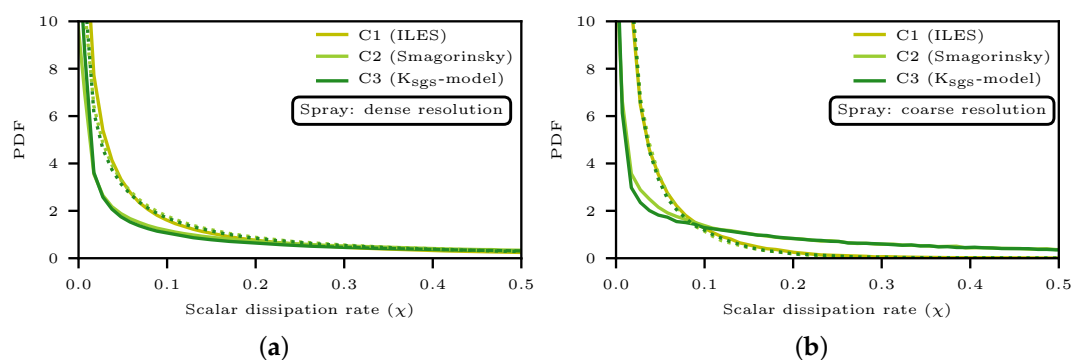 10
8
6
4
2
0
PDF
C1 (ILES)
C2 (Smagorinsky)
C3 (Ksgs-model)
Spray: dense resolution
0.0 0.1 0.2 0.3 0.4 0.5
Scalar dissipation rate (χ)
(a)
10
8
6
4
2
0
PDF
C1 (ILES)
C2 (Smagorinsky)
C3 (Ksgs-model)
Spray: coarse resolution
0.0 0.1 0.2 0.3 0.4 0.5
Scalar dissipation rate (χ)
(b)